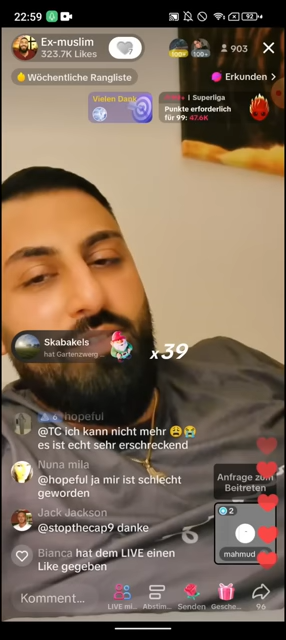 22:59
92
Ex-muslim
323.7K Likes
903
Wöchentliche Rangliste
Erkunden >
Vielen Dank
| Superliga
Punkte erforderlich
für 99: 47.6K
Skabakels
hat Gartenzwerg ...
x39
6 hopeful
@TC ich kann nicht mehr 😩😭
es ist echt sehr erschreckend
Nuna mila
@hopeful ja mir ist schlecht
geworden
Anfrage zum
Beitreten
Jack Jackson
@stopthecap9 danke
2
mahmud
Bianca hat dem LIVE einen
Like gegeben
Komment...
LIVE mi...
Abstim...
Senden
Gesche...
96